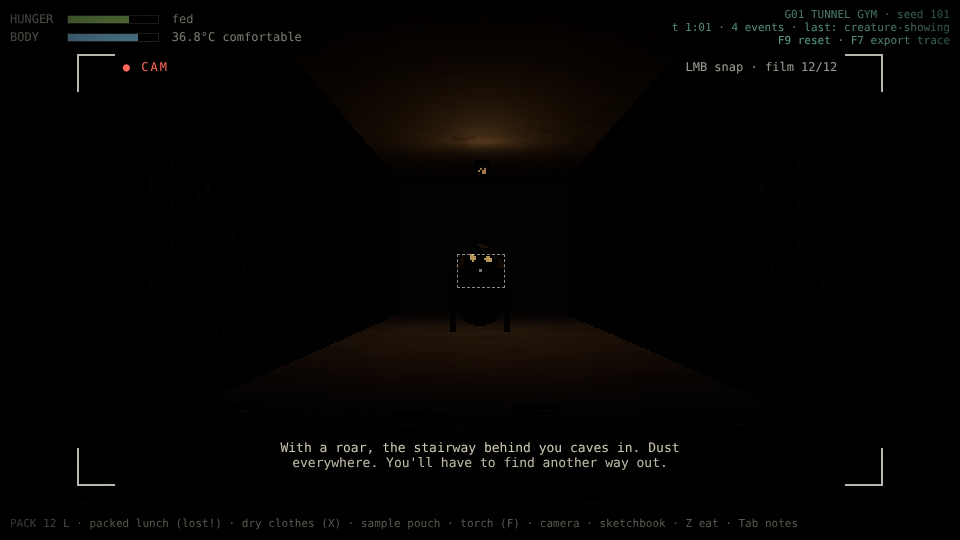 HUNGER fed
BODY 36.8°C comfortable
G01 TUNNEL GYM · seed 101
t 1:01 · 4 events · last: creature-showing
F9 reset · F7 export trace
● CAM
LMB snap · film 12/12
With a roar, the stairway behind you caves in. Dust
everywhere. You'll have to find another way out.
PACK 12 L · packed lunch (lost!) · dry clothes (X) · sample pouch · torch (F) · camera · sketchbook · Z eat · Tab notes